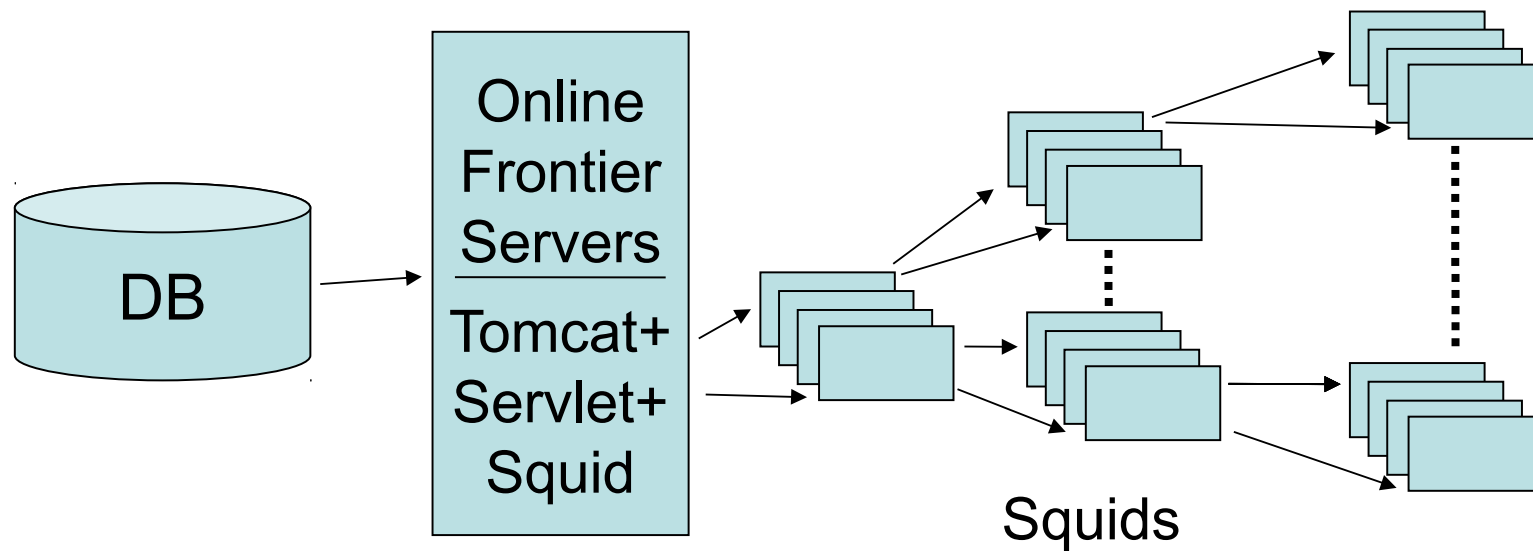 DB
Online
Frontier
Servers
Tomcat+
Servlet+
Squid
Squids